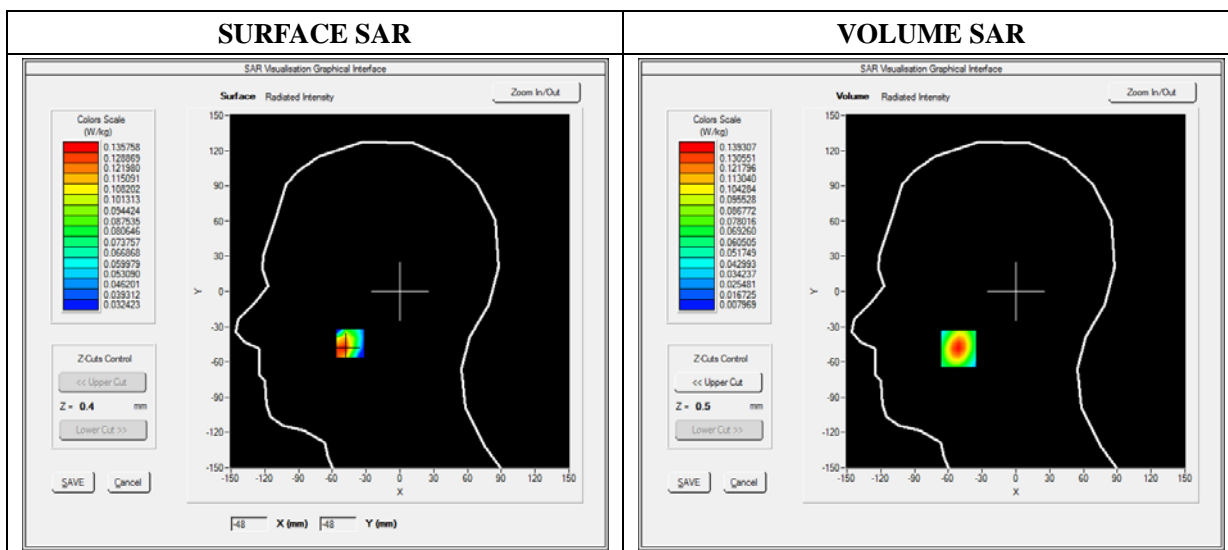 SURFACE SAR
VOLUME SAR
SAR Visualisation Graphical Interface
Surface Radiated Intensity
Zoom In/Out
Colors Scale
(W/kg)
0.135758
0.128869
0.121980
0.115091
0.108202
0.101313
0.094424
0.087535
0.080646
0.073757
0.066868
0.059979
0.053090
0.046201
0.039312
0.032423
Z-Cuts Control
<< Upper Cut
Z = 0.4 mm
Lower Cut >>
SAVE Cancel
150
120
90
60
30
0
-30
-60
-90
-120
-150
Y
-150 -120 -90 -60 -30 0 30 60 90 120 150
X
-48 X (mm) -48 Y (mm)
SAR Visualisation Graphical Interface
Volume Radiated Intensity
Zoom In/Out
Colors Scale
(W/kg)
0.139307
0.130551
0.121796
0.113040
0.104284
0.095528
0.086772
0.078016
0.069260
0.060505
0.051749
0.042993
0.034237
0.025481
0.016725
0.007969
Z-Cuts Control
<< Upper Cut
Z = 0.5 mm
Lower Cut >>
SAVE Cancel
150
120
90
60
30
0
-30
-60
-90
-120
-150
Y
-150 -120 -90 -60 -30 0 30 60 90 120 150
X